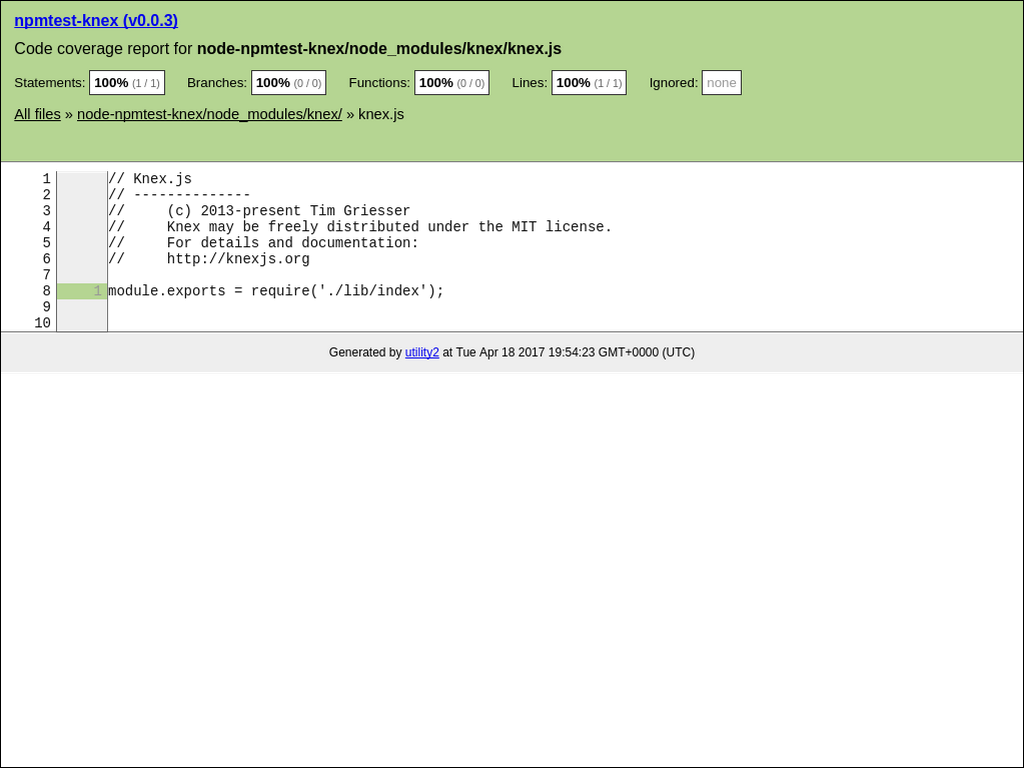 npmtest-knex (v0.0.3)
Code coverage report for node-npmtest-knex/node_modules/knex/knex.js
Statements: 100% (1 / 1) Branches: 100% (0 / 0) Functions: 100% (0 / 0) Lines: 100% (1 / 1) Ignored: none
All files » node-npmtest-knex/node_modules/knex/ » knex.js
1 // Knex.js
2 // --------------
3 //     (c) 2013-present Tim Griesser
4 //     Knex may be freely distributed under the MIT license.
5 //     For details and documentation:
6 //     http://knexjs.org
7
8 1 module.exports = require('./lib/index');
9
10
Generated by utility2 at Tue Apr 18 2017 19:54:23 GMT+0000 (UTC)